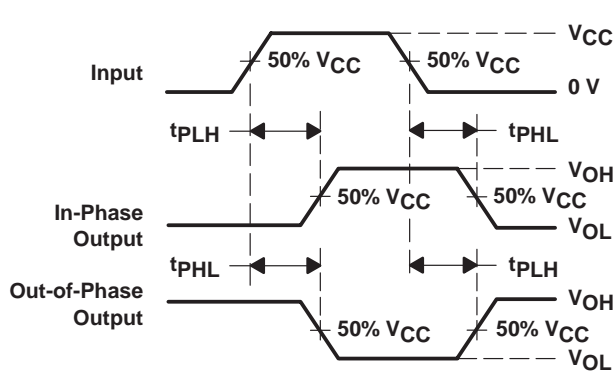 VCC
50% VCC
50% VCC
Input
0 V
tPLH
tPHL
VOH
50% VCC
50% VCC
In-Phase
Output
VOL
tPHL
tPLH
Out-of-Phase
Output
VOH
50% VCC
50% VCC
VOL